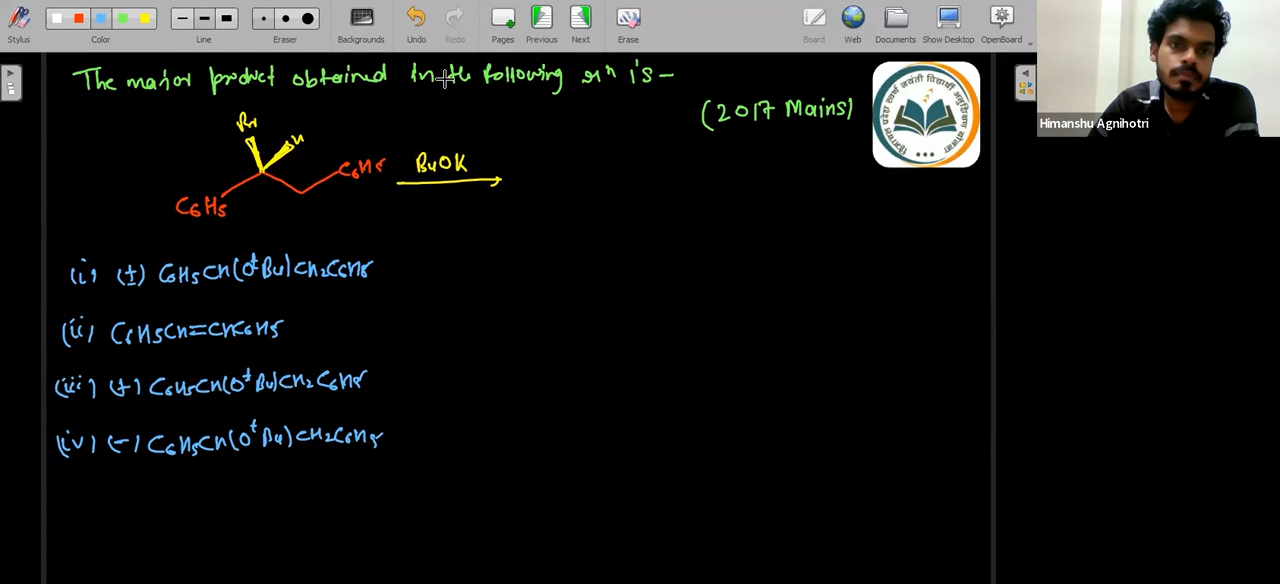 Stylus Color Line Eraser Backgrounds Undo Redo Pages Previous Next Erase Board Web Documents Show Desktop OpenBoard
Himanshu Agnihotri
The major product obtained in the following rxn is -
(2017 Mains)
Br H
C6H5 C6H5
BuOK
(i) (±) C6H5CH(OtBu)CH2C6H5
(ii) C6H5CH=CHC6H5
(iii) (+) C6H5CH(OtBu)CH2C6H5
(iv) (-) C6H5CH(OtBu)CH2C6H5